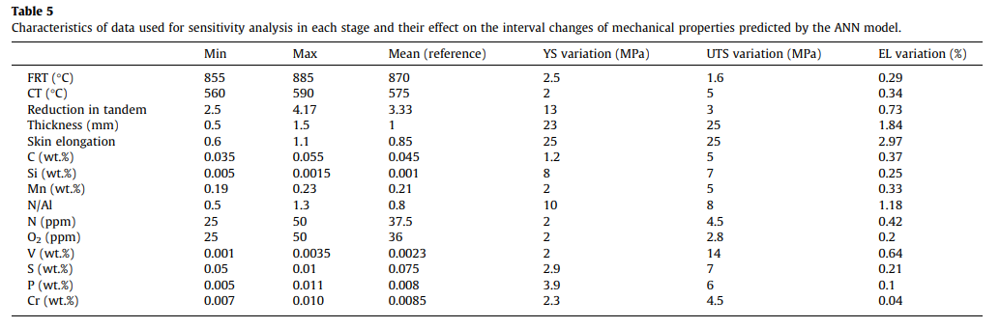 Table 5
Characteristics of data used for sensitivity analysis in each stage and their effect on the interval changes of mechanical properties predicted by the ANN model.
Min Max Mean (reference) YS variation (MPa) UTS variation (MPa) EL variation (%)
FRT (°C) 855 885 870 2.5 1.6 0.29
CT (°C) 560 590 575 2 5 0.34
Reduction in tandem 2.5 4.17 3.33 13 3 0.73
Thickness (mm) 0.5 1.5 1 23 25 1.84
Skin elongation 0.6 1.1 0.85 25 25 2.97
C (wt.%) 0.035 0.055 0.045 1.2 5 0.37
Si (wt.%) 0.005 0.0015 0.001 8 7 0.25
Mn (wt.%) 0.19 0.23 0.21 2 5 0.33
N/Al 0.5 1.3 0.8 10 8 1.18
N (ppm) 25 50 37.5 2 4.5 0.42
O₂ (ppm) 25 50 36 2 2.8 0.2
V (wt.%) 0.001 0.0035 0.0023 2 14 0.64
S (wt.%) 0.05 0.01 0.075 2.9 7 0.21
P (wt.%) 0.005 0.011 0.008 3.9 6 0.1
Cr (wt.%) 0.007 0.010 0.0085 2.3 4.5 0.04